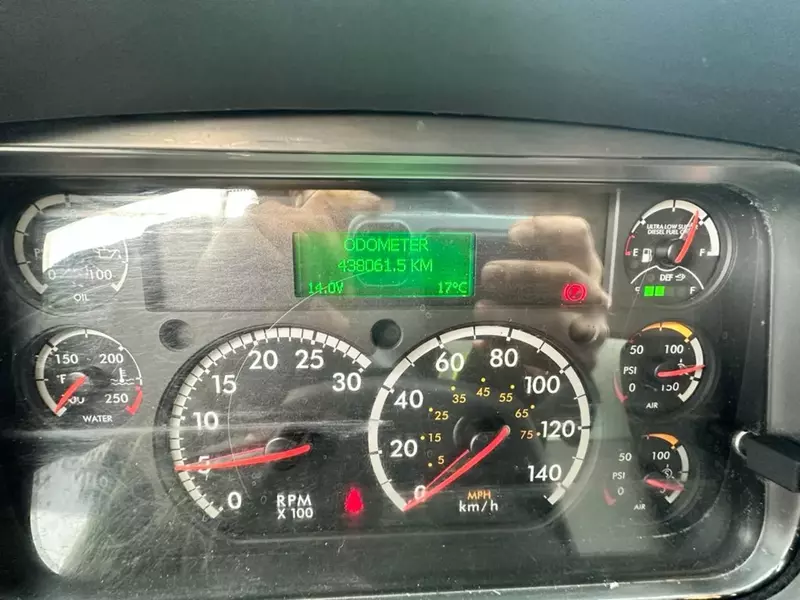 ODOMETER
438061.5 KM
14.0V 17°C
0 100
OIL
150 200
°F
250
WATER
0 5 10 15 20 25 30
RPM
X 100
0 20 40 60 80 100 120 140
5 15 25 35 45 55 65 75
MPH
km/h
ULTRA LOW SULFUR
DIESEL FUEL ONLY
E F
DEF
E F
50 100
PSI
0 150
AIR
50 100
PSI
0
AIR